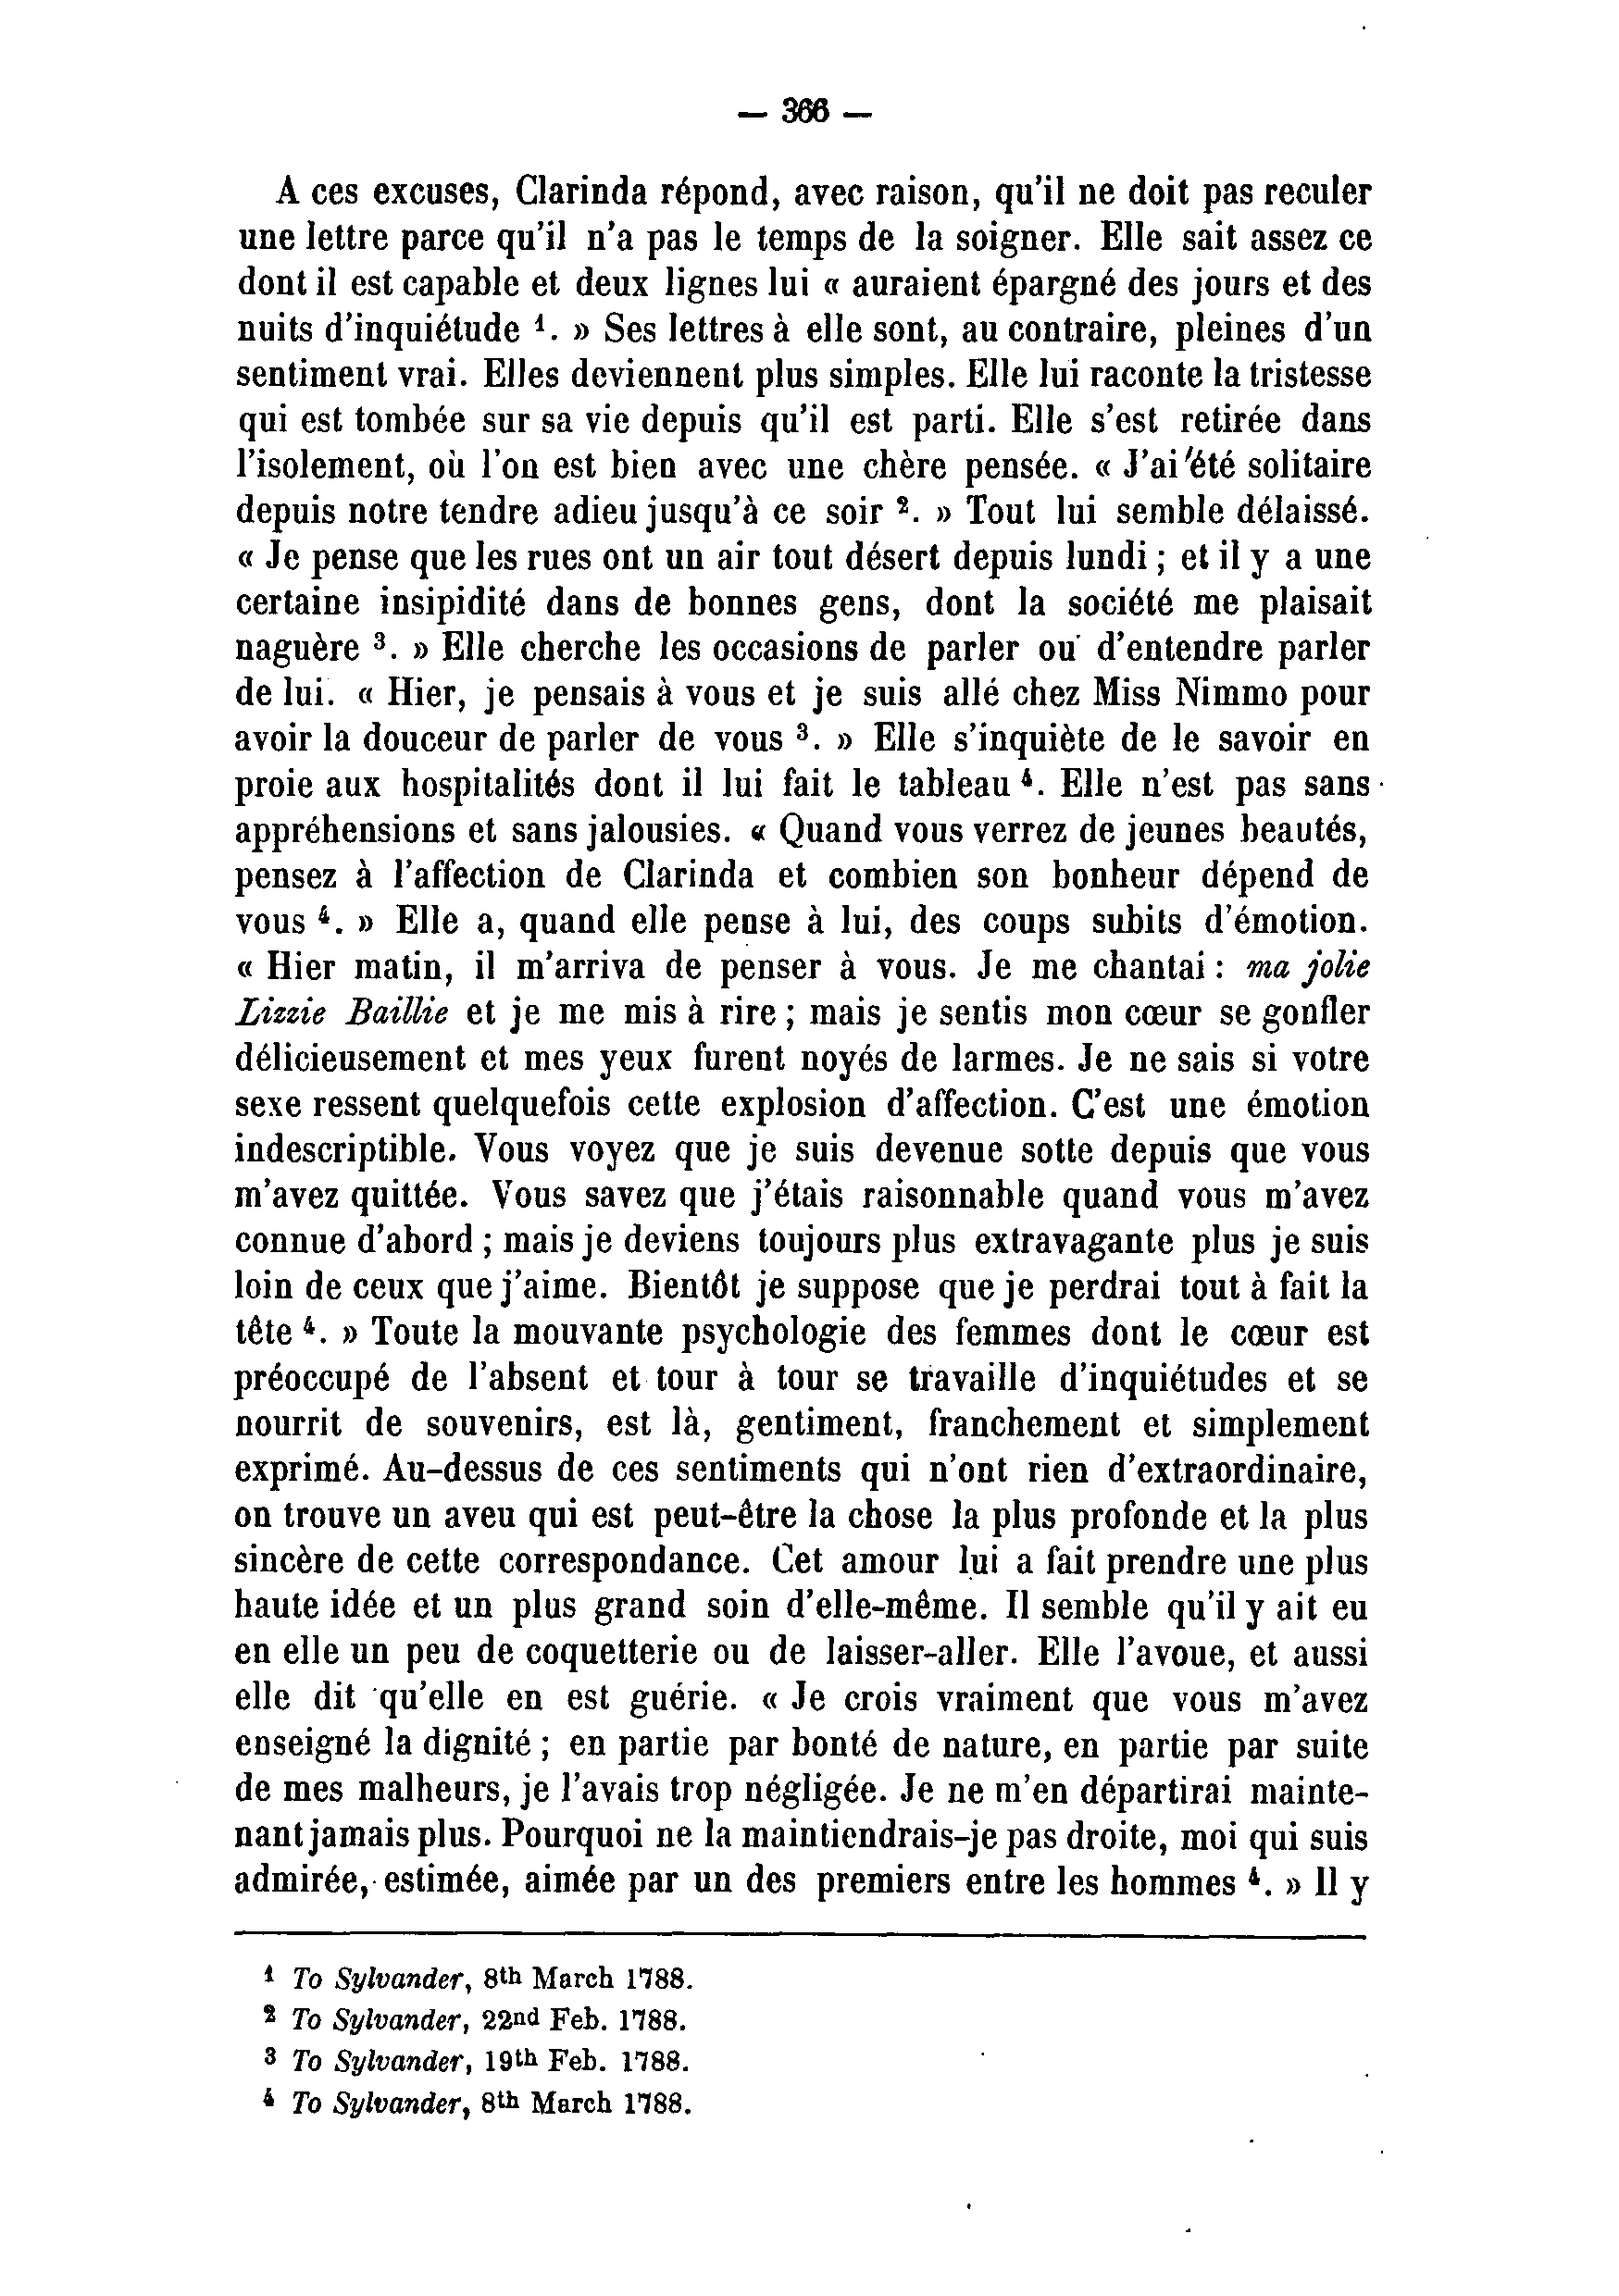 — 366 —
A ces excuses, Clarinda répond, avec raison, qu'il ne doit pas reculer
une lettre parce qu'il n'a pas le temps de la soigner. Elle sait assez ce
dont il est capable et deux lignes lui « auraient épargné des jours et des
nuits d'inquiétude ¹. » Ses lettres à elle sont, au contraire, pleines d'un
sentiment vrai. Elles deviennent plus simples. Elle lui raconte la tristesse
qui est tombée sur sa vie depuis qu'il est parti. Elle s'est retirée dans
l'isolement, où l'on est bien avec une chère pensée. « J'ai été solitaire
depuis notre tendre adieu jusqu'à ce soir ². » Tout lui semble délaissé.
« Je pense que les rues ont un air tout désert depuis lundi ; et il y a une
certaine insipidité dans de bonnes gens, dont la société me plaisait
naguère ³. » Elle cherche les occasions de parler ou d'entendre parler
de lui. « Hier, je pensais à vous et je suis allé chez Miss Nimmo pour
avoir la douceur de parler de vous ³. » Elle s'inquiète de le savoir en
proie aux hospitalités dont il lui fait le tableau ⁴. Elle n'est pas sans
appréhensions et sans jalousies. « Quand vous verrez de jeunes beautés,
pensez à l'affection de Clarinda et combien son bonheur dépend de
vous ⁴. » Elle a, quand elle pense à lui, des coups subits d'émotion.
« Hier matin, il m'arriva de penser à vous. Je me chantai : ma jolie
Lizzie Baillie et je me mis à rire ; mais je sentis mon cœur se gonfler
délicieusement et mes yeux furent noyés de larmes. Je ne sais si votre
sexe ressent quelquefois cette explosion d'affection. C'est une émotion
indescriptible. Vous voyez que je suis devenue sotte depuis que vous
m'avez quittée. Vous savez que j'étais raisonnable quand vous m'avez
connue d'abord ; mais je deviens toujours plus extravagante plus je suis
loin de ceux que j'aime. Bientôt je suppose que je perdrai tout à fait la
tête ⁴. » Toute la mouvante psychologie des femmes dont le cœur est
préoccupé de l'absent et tour à tour se travaille d'inquiétudes et se
nourrit de souvenirs, est là, gentiment, franchement et simplement
exprimé. Au-dessus de ces sentiments qui n'ont rien d'extraordinaire,
on trouve un aveu qui est peut-être la chose la plus profonde et la plus
sincère de cette correspondance. Cet amour lui a fait prendre une plus
haute idée et un plus grand soin d'elle-même. Il semble qu'il y ait eu
en elle un peu de coquetterie ou de laisser-aller. Elle l'avoue, et aussi
elle dit qu'elle en est guérie. « Je crois vraiment que vous m'avez
enseigné la dignité ; en partie par bonté de nature, en partie par suite
de mes malheurs, je l'avais trop négligée. Je ne m'en départirai mainte-
nant jamais plus. Pourquoi ne la maintiendrais-je pas droite, moi qui suis
admirée, estimée, aimée par un des premiers entre les hommes ⁴. » Il y
¹ To Sylvander, 8th March 1788.
² To Sylvander, 22nd Feb. 1788.
³ To Sylvander, 19th Feb. 1788.
⁴ To Sylvander, 8th March 1788.